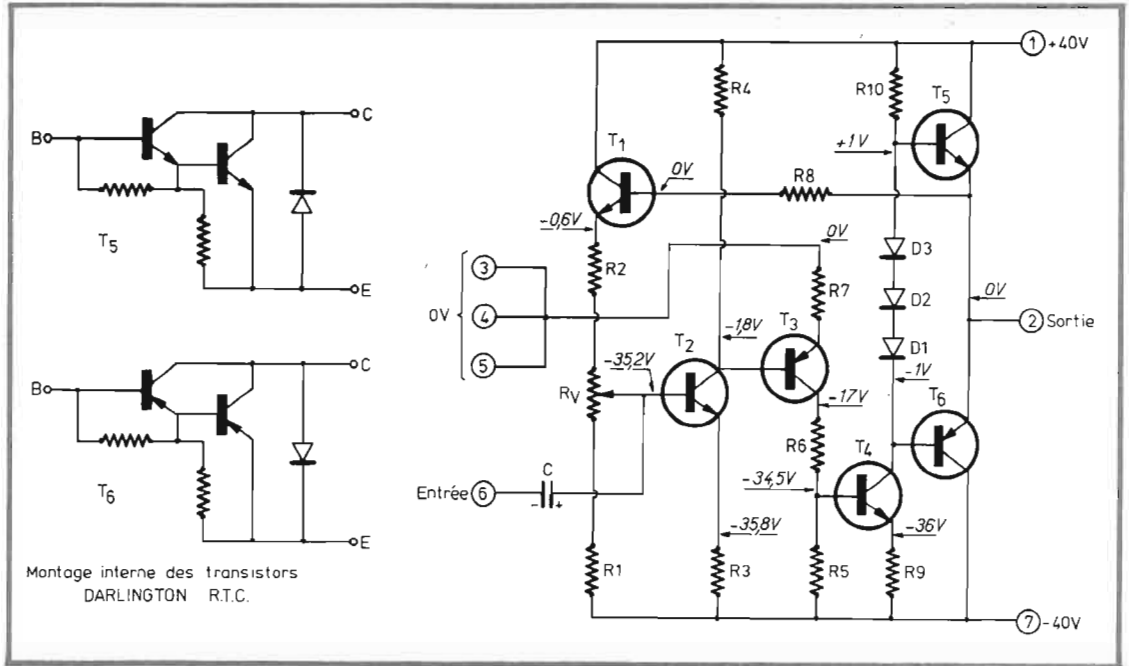 B
C
E
T5
B
C
E
T6
Montage interne des transistors
DARLINGTON R.T.C.
1 +40V
R4
R10
T5
+1V
T1
0V
R8
-0,6V
0V
R2
3
0V 4
5
R7
D3
D2
0V
2 Sortie
T2
-1,8V
T3
D1
-35,2V
-1V
RV
-17V
T6
R6
T4
Entrée 6
C
- +
-34,5V
-35,8V
-36V
R1
R3
R5
R9
7 -40V